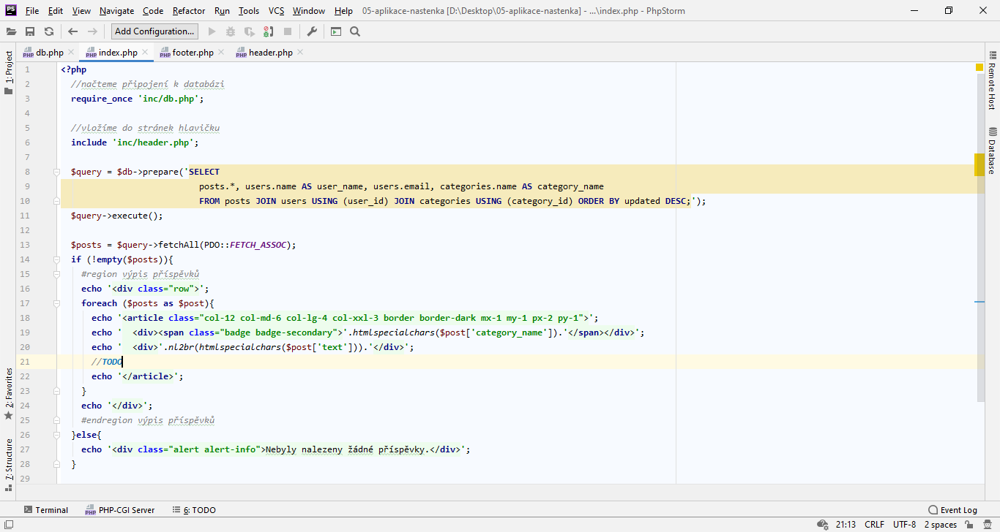 PS File Edit View Navigate Code Refactor Run Tools VCS Window Help 05-aplikace-nastenka [D:\Desktop\05-aplikace-nastenka] - ...\index.php - PhpStorm
Add Configuration...
PHP db.php PHP index.php PHP footer.php PHP header.php
1: Project
2: Favorites
7: Structure
1 <?php
2 //načteme připojení k databázi
3 require_once 'inc/db.php';
4
5 //vložíme do stránek hlavičku
6 include 'inc/header.php';
7
8 $query = $db->prepare('SELECT
9 posts.*, users.name AS user_name, users.email, categories.name AS category_name
10 FROM posts JOIN users USING (user_id) JOIN categories USING (category_id) ORDER BY updated DESC;');
11 $query->execute();
12
13 $posts = $query->fetchAll(PDO::FETCH_ASSOC);
14 if (!empty($posts)){
15 #region výpis příspěvků
16 echo '<div class="row">';
17 foreach ($posts as $post){
18 echo '<article class="col-12 col-md-6 col-lg-4 col-xxl-3 border border-dark mx-1 my-1 px-2 py-1">';
19 echo '  <div><span class="badge badge-secondary">'.htmlspecialchars($post['category_name']).'</span></div>';
20 echo '  <div>'.nl2br(htmlspecialchars($post['text'])).'</div>';
21 //TODO
22 echo '</article>';
23 }
24 echo '</div>';
25 #endregion výpis příspěvků
26 }else{
27 echo '<div class="alert alert-info">Nebyly nalezeny žádné příspěvky.</div>';
28 }
29
Remote Host
Database
Terminal PHP PHP-CGI Server 6: TODO Event Log
21:13 CRLF UTF-8 2 spaces